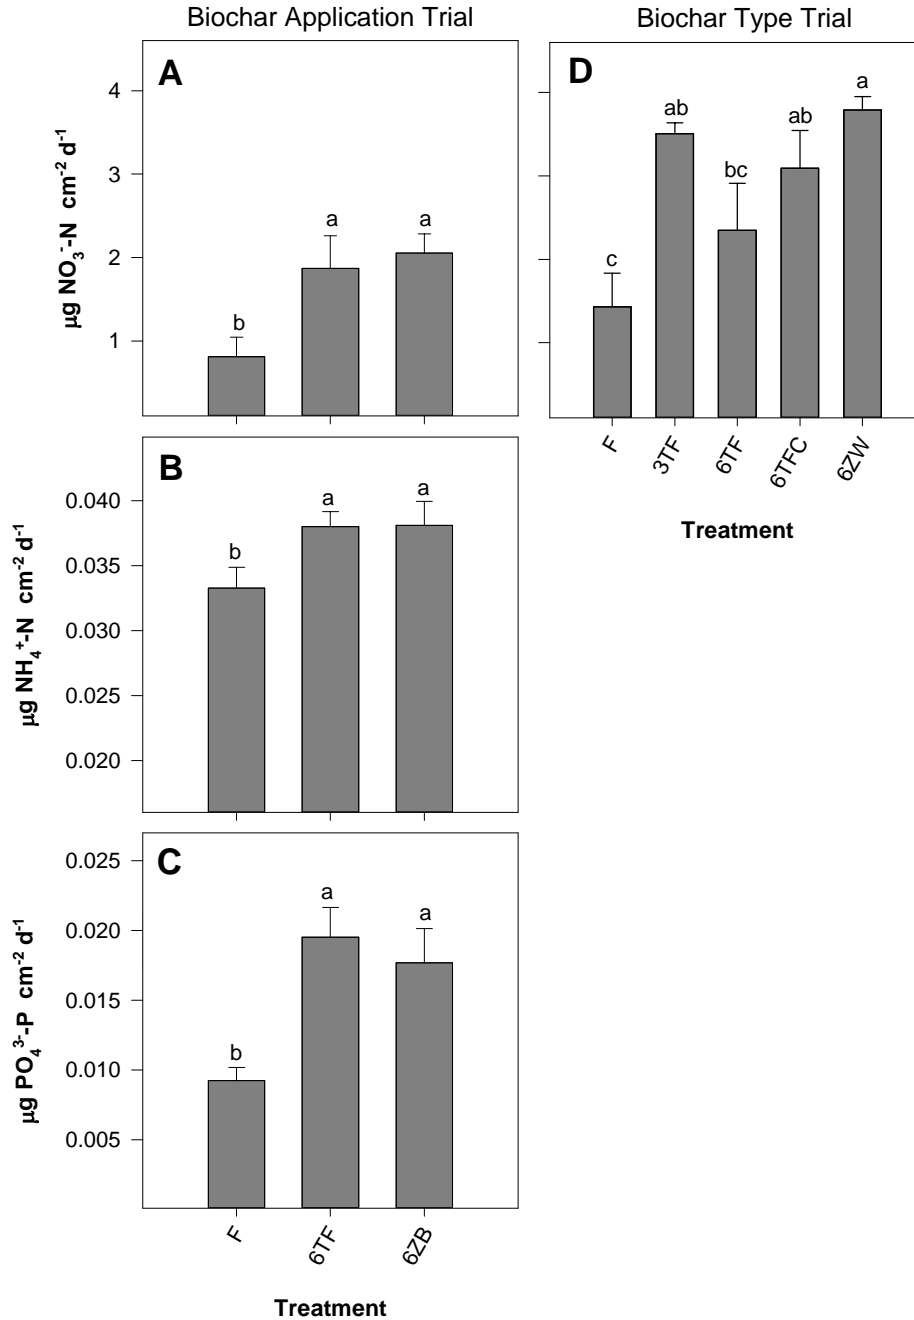 Biochar Application Trial
A
4
3
2
1
µg NO₃⁻-N cm⁻² d⁻¹
b
a
a
B
0.040
0.035
0.030
0.025
0.020
µg NH₄⁺-N cm⁻² d⁻¹
b
a
a
C
0.025
0.020
0.015
0.010
0.005
µg PO₄³⁻-P cm⁻² d⁻¹
b
a
a
F
6TF
6ZB
Treatment
Biochar Type Trial
D
c
ab
bc
ab
a
F
3TF
6TF
6TFC
6ZW
Treatment